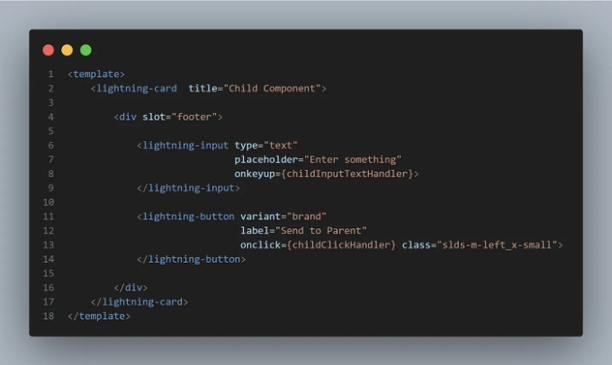 1 <template>
2     <lightning-card  title="Child Component">
3
4         <div slot="footer">
5
6             <lightning-input type="text"
7                              placeholder="Enter something"
8                              onkeyup={childInputTextHandler}>
9             </lightning-input>
10
11             <lightning-button variant="brand"
12                               label="Send to Parent"
13                               onclick={childClickHandler} class="slds-m-left_x-small">
14             </lightning-button>
15
16         </div>
17     </lightning-card>
18 </template>